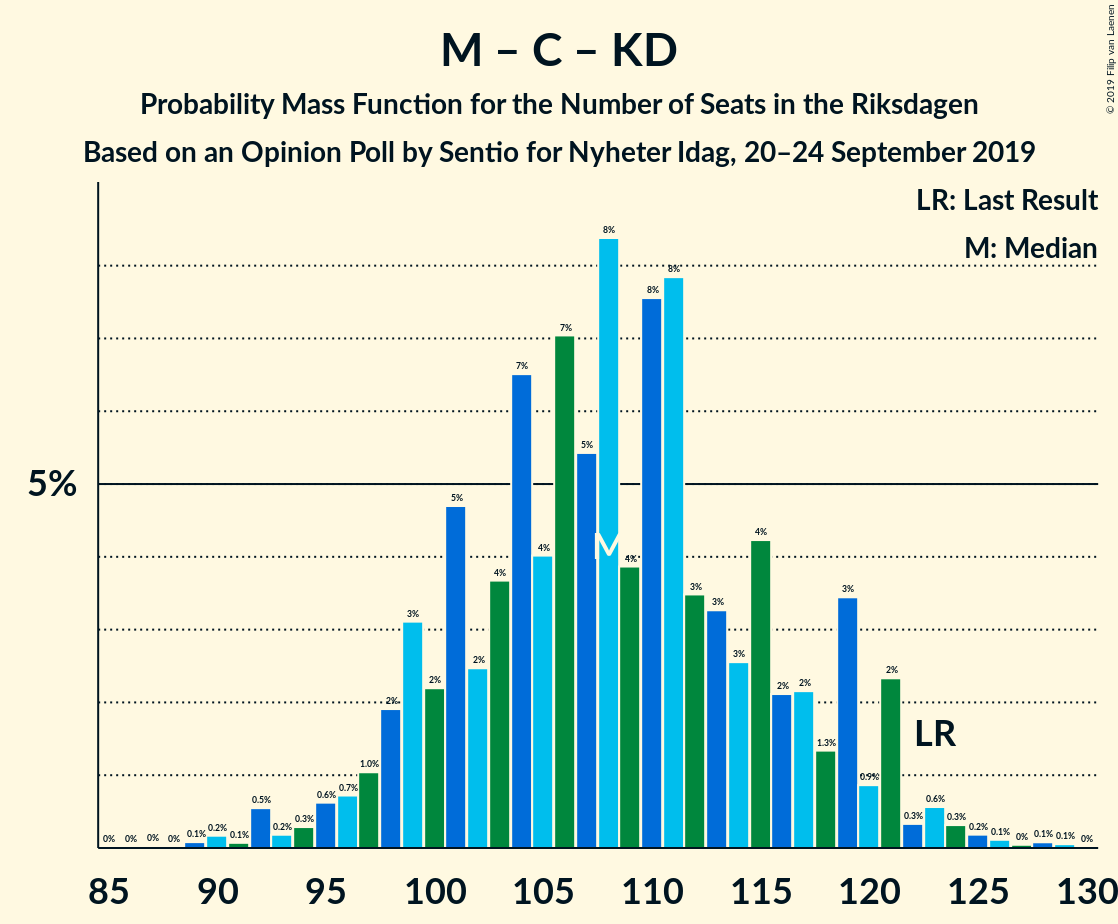 M – C – KD
Probability Mass Function for the Number of Seats in the Riksdagen
Based on an Opinion Poll by Sentio for Nyheter Idag, 20–24 September 2019
© 2019 Filip van Laenen
LR: Last Result
M: Median
5%
0% 0% 0% 0% 0.1% 0.2% 0.1% 0.5% 0.2% 0.3% 0.6% 0.7% 1.0% 2% 3% 2% 5% 2% 4% 7% 4% 7% 5% 8% 4% 8% 8% 3% 3% 3% 4% 2% 2% 1.3% 3% 0.9% 2% 0.3% 0.6% 0.3% 0.2% 0.1% 0% 0.1% 0.1% 0%
M
LR
85 90 95 100 105 110 115 120 125 130